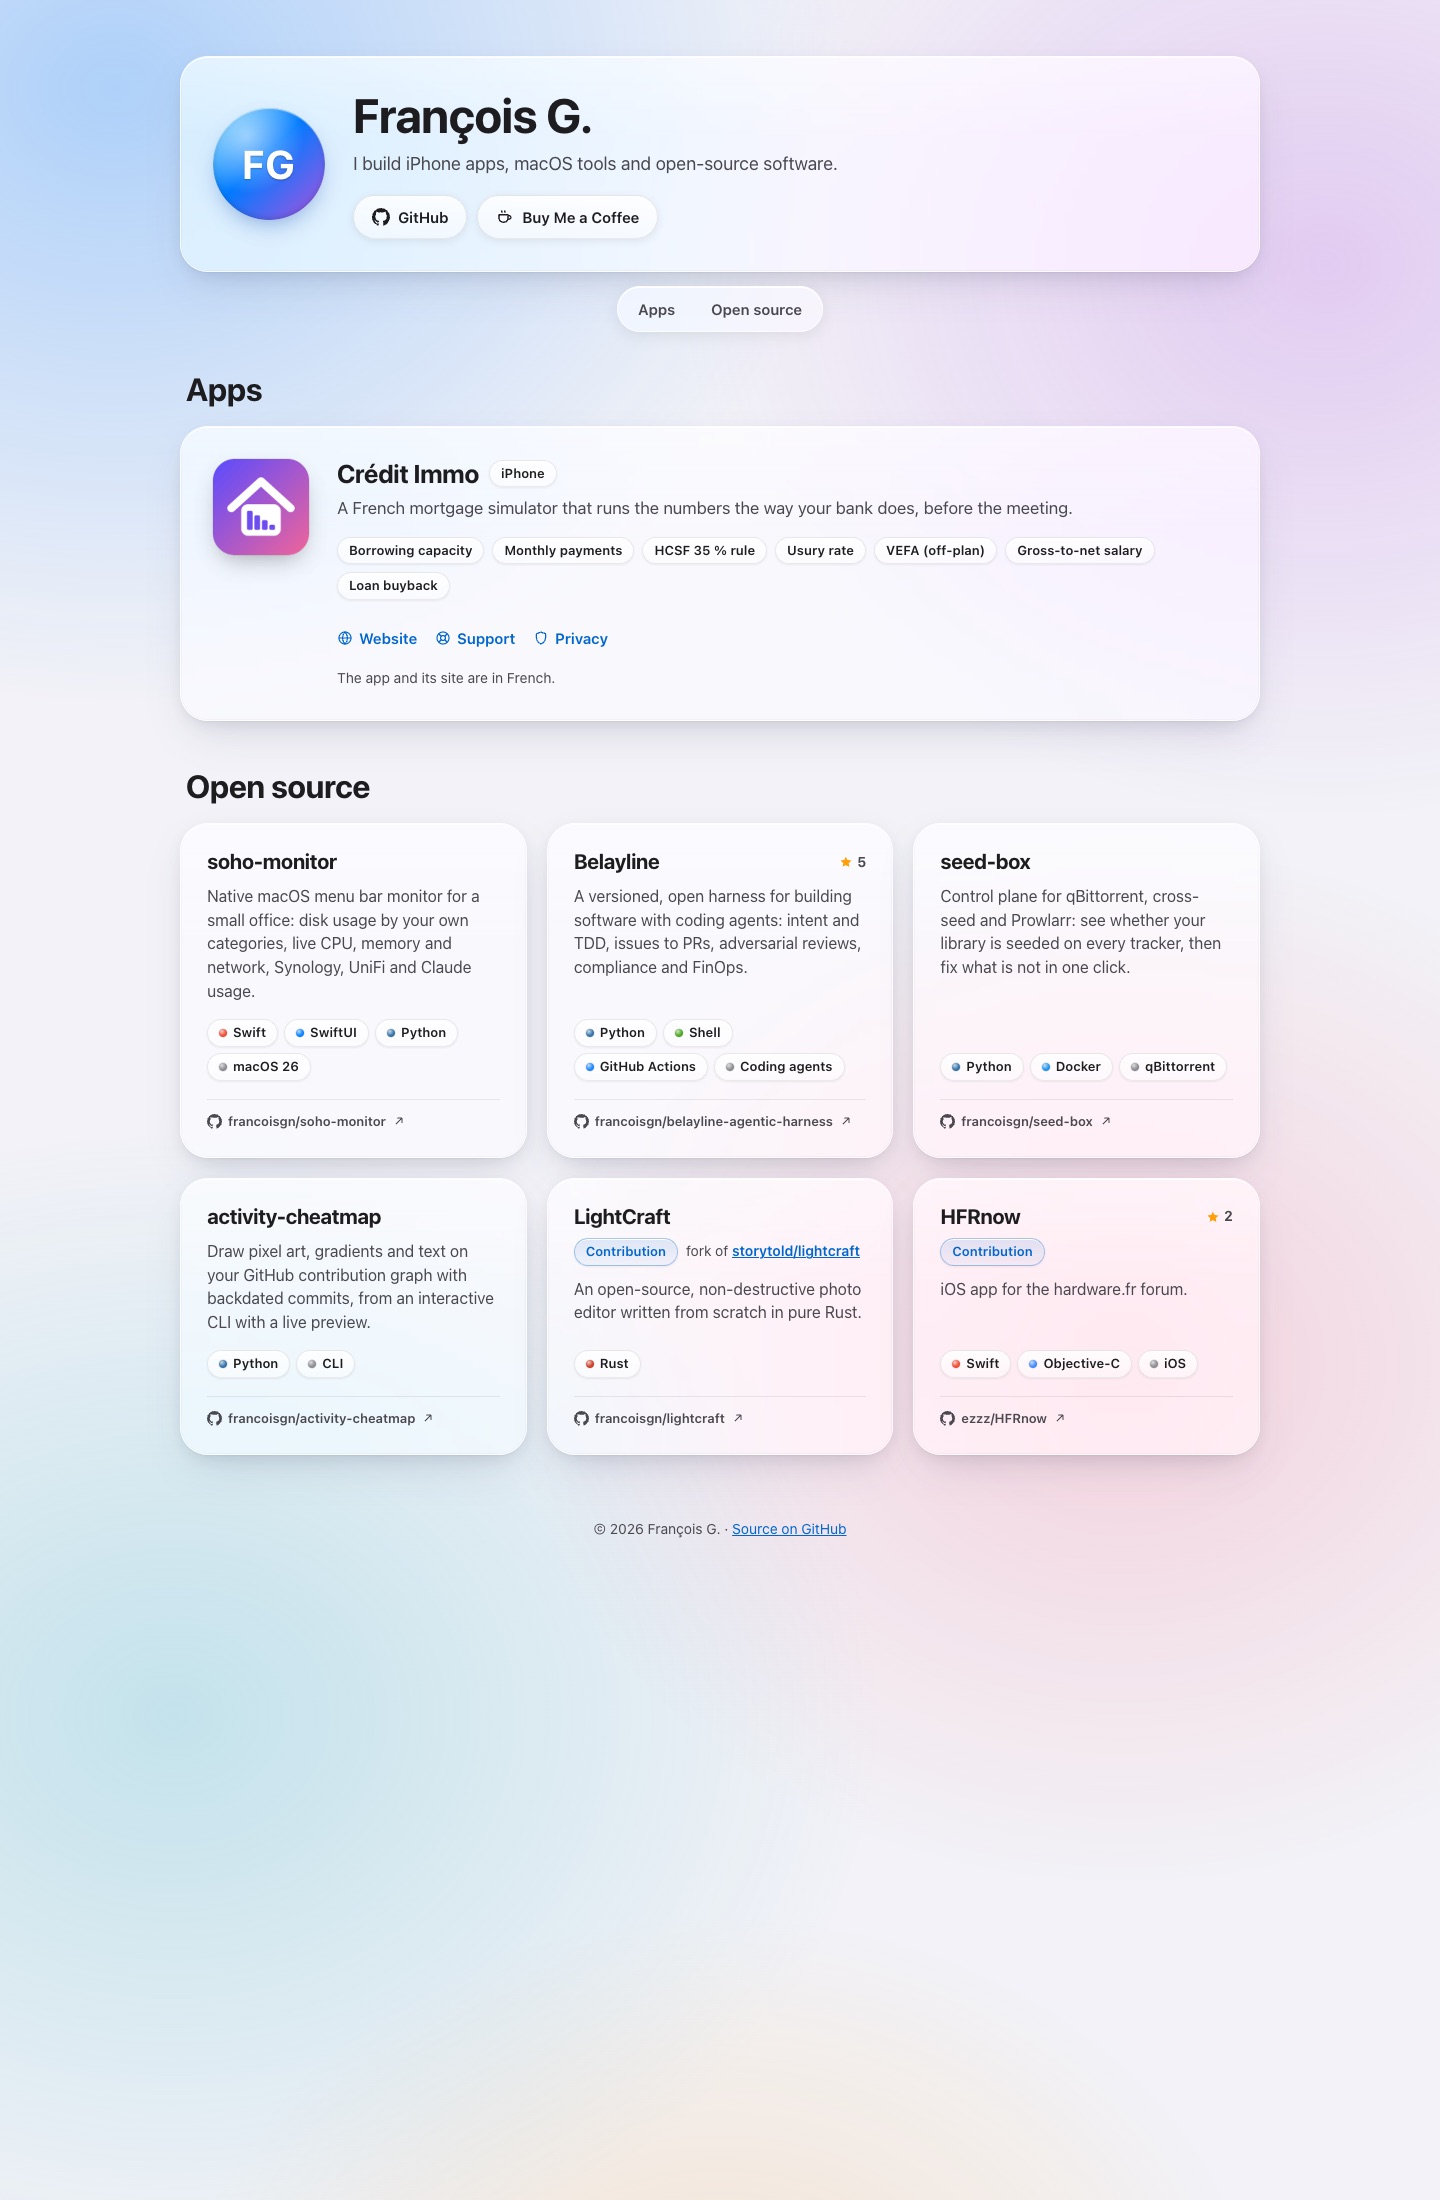 François G.
FG
I build iPhone apps, macOS tools and open-source software.
GitHub
Buy Me a Coffee
Apps
Open source
Apps
Crédit Immo
iPhone
A French mortgage simulator that runs the numbers the way your bank does, before the meeting.
Borrowing capacity
Monthly payments
HCSF 35 % rule
Usury rate
VEFA (off-plan)
Gross-to-net salary
Loan buyback
Website
Support
Privacy
The app and its site are in French.
Open source
soho-monitor
Native macOS menu bar monitor for a
small office: disk usage by your own
categories, live CPU, memory and
network, Synology, UniFi and Claude
usage.
Swift
SwiftUI
Python
macOS 26
francoisgn/soho-monitor ↗
Belayline
★ 5
A versioned, open harness for building
software with coding agents: intent and
TDD, issues to PRs, adversarial reviews,
compliance and FinOps.
Python
Shell
GitHub Actions
Coding agents
francoisgn/belayline-agentic-harness ↗
seed-box
Control plane for qBittorrent, cross-
seed and Prowlarr: see whether your
library is seeded on every tracker, then
fix what is not in one click.
Python
Docker
qBittorrent
francoisgn/seed-box ↗
activity-cheatmap
Draw pixel art, gradients and text on
your GitHub contribution graph with
backdated commits, from an interactive
CLI with a live preview.
Python
CLI
francoisgn/activity-cheatmap ↗
LightCraft
Contribution
fork of storytold/lightcraft
An open-source, non-destructive photo
editor written from scratch in pure Rust.
Rust
francoisgn/lightcraft ↗
HFRnow
★ 2
Contribution
iOS app for the hardware.fr forum.
Swift
Objective-C
iOS
ezzz/HFRnow ↗
© 2026 François G. · Source on GitHub